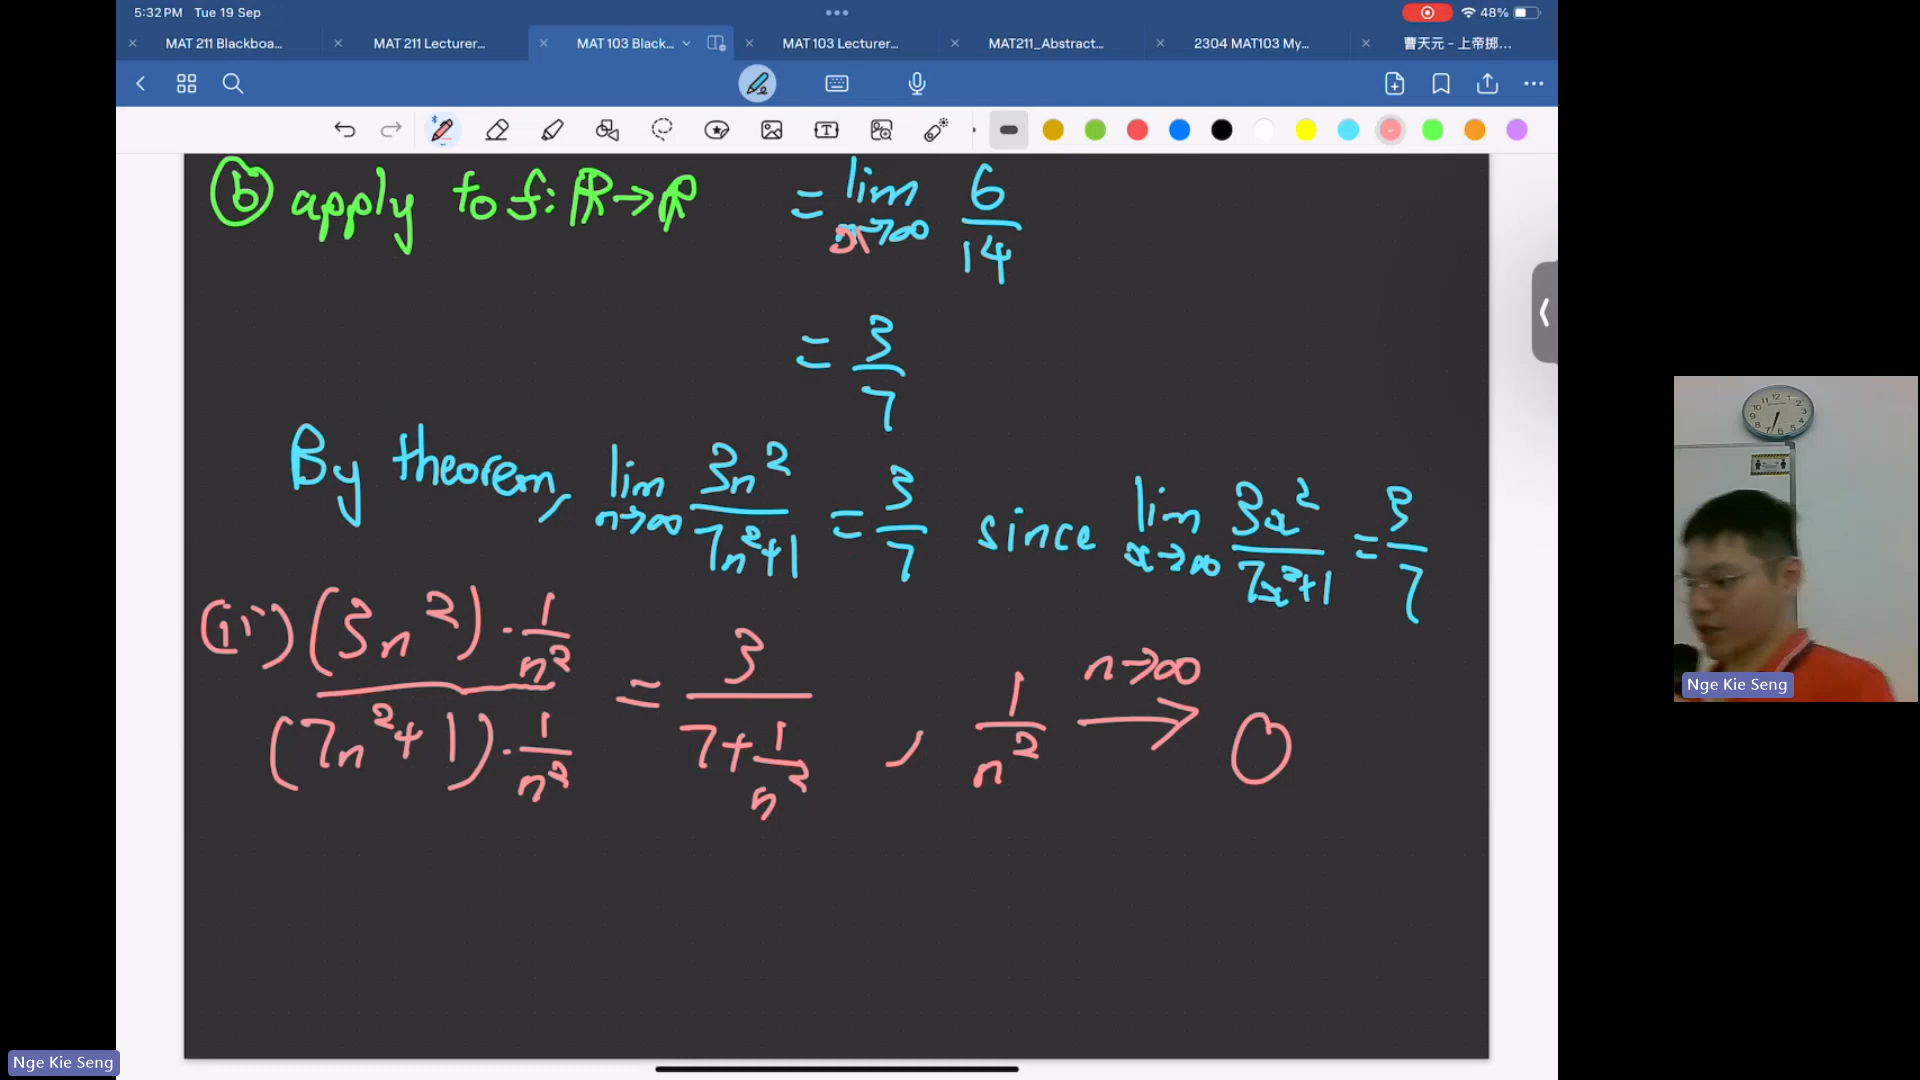 5:32 PM Tue 19 Sep
48%
MAT 211 Blackboa...
MAT 211 Lecturer...
MAT 103 Black...
MAT 103 Lecturer...
MAT211_Abstract...
2304 MAT103 My...
曹天元 - 上帝掷...
ⓑ apply to f: ℝ→ℝ
= lim x→∞ 6/14
= 3/7
By theorem, lim n→∞ 3n²/(7n²+1) = 3/7 since lim x→∞ 3x²/(7x²+1) = 3/7
(ii) (3n²)·1/n² / (7n²+1)·1/n² = 3/(7+1/n²) , 1/n² n→∞ → 0
Nge Kie Seng
Nge Kie Seng